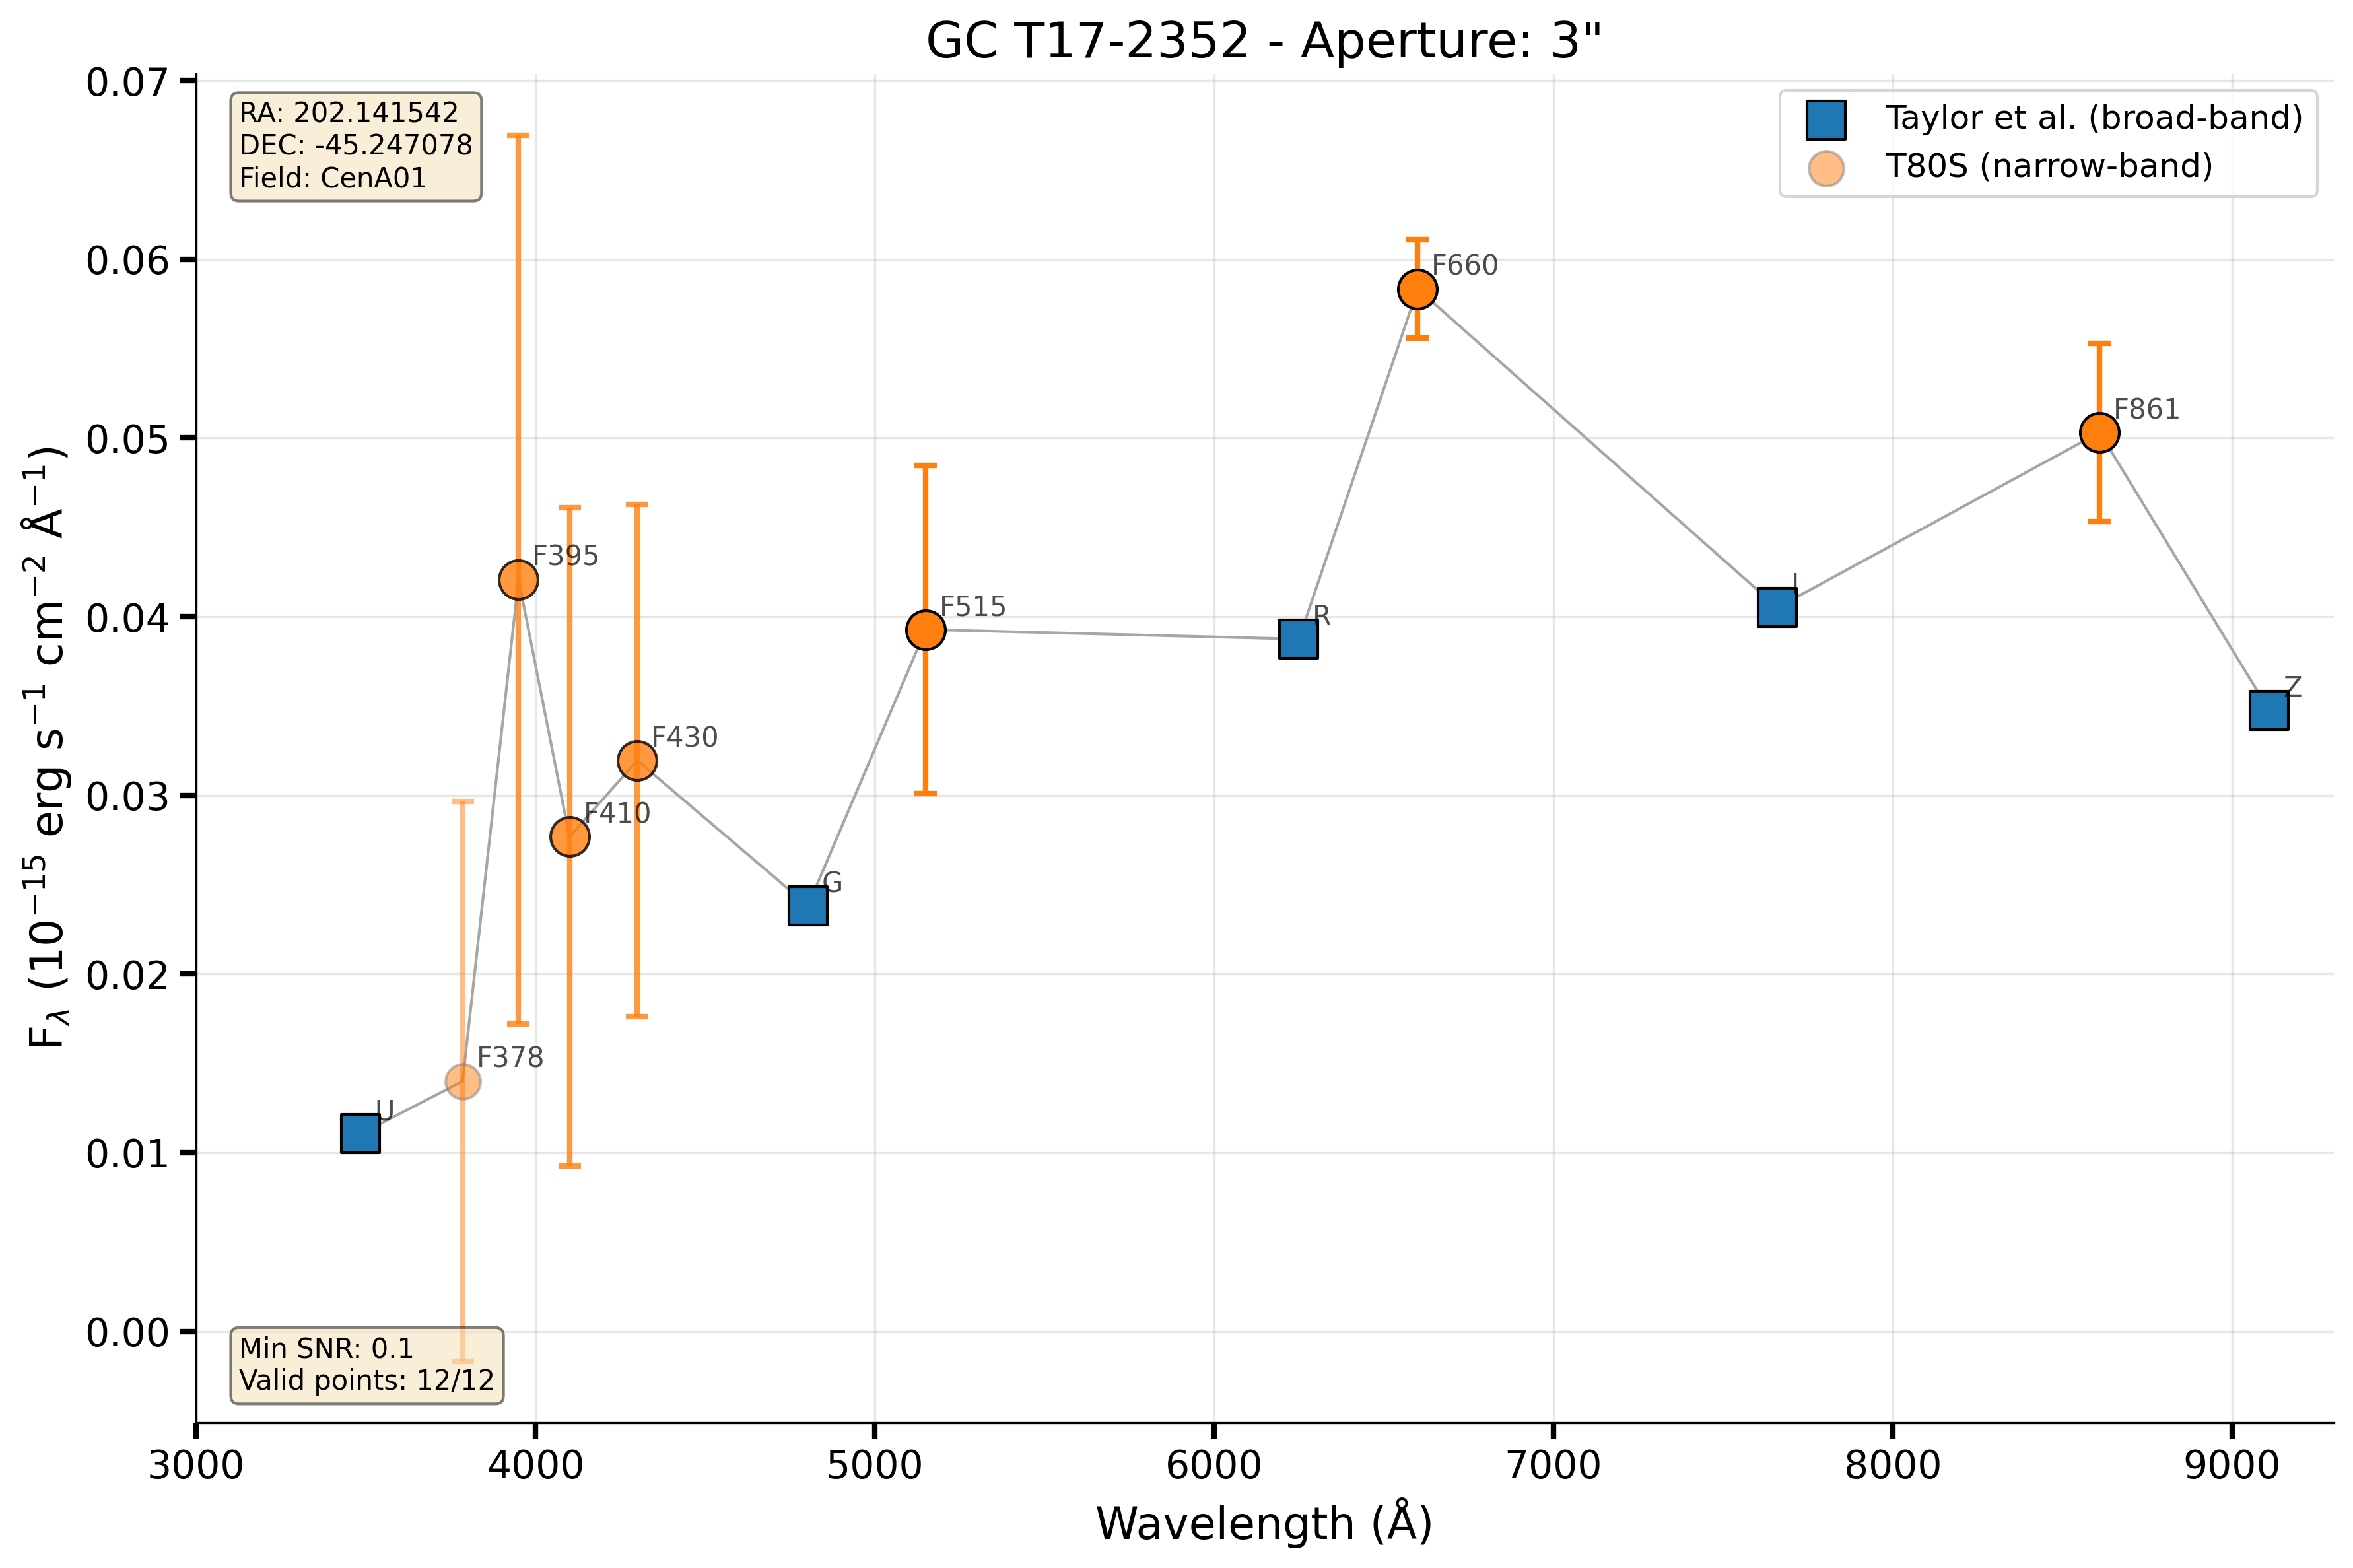 GC T17-2352 - Aperture: 3"
RA: 202.141542
DEC: -45.247078
Field: CenA01
Taylor et al. (broad-band)
T80S (narrow-band)
0.07
0.06
0.05
0.04
0.03
0.02
0.01
0.00
F_λ (10⁻¹⁵ erg s⁻¹ cm⁻² Å⁻¹)
U
F378
F395
F410
F430
G
F515
R
F660
I
F861
Z
Min SNR: 0.1
Valid points: 12/12
3000 4000 5000 6000 7000 8000 9000
Wavelength (Å)